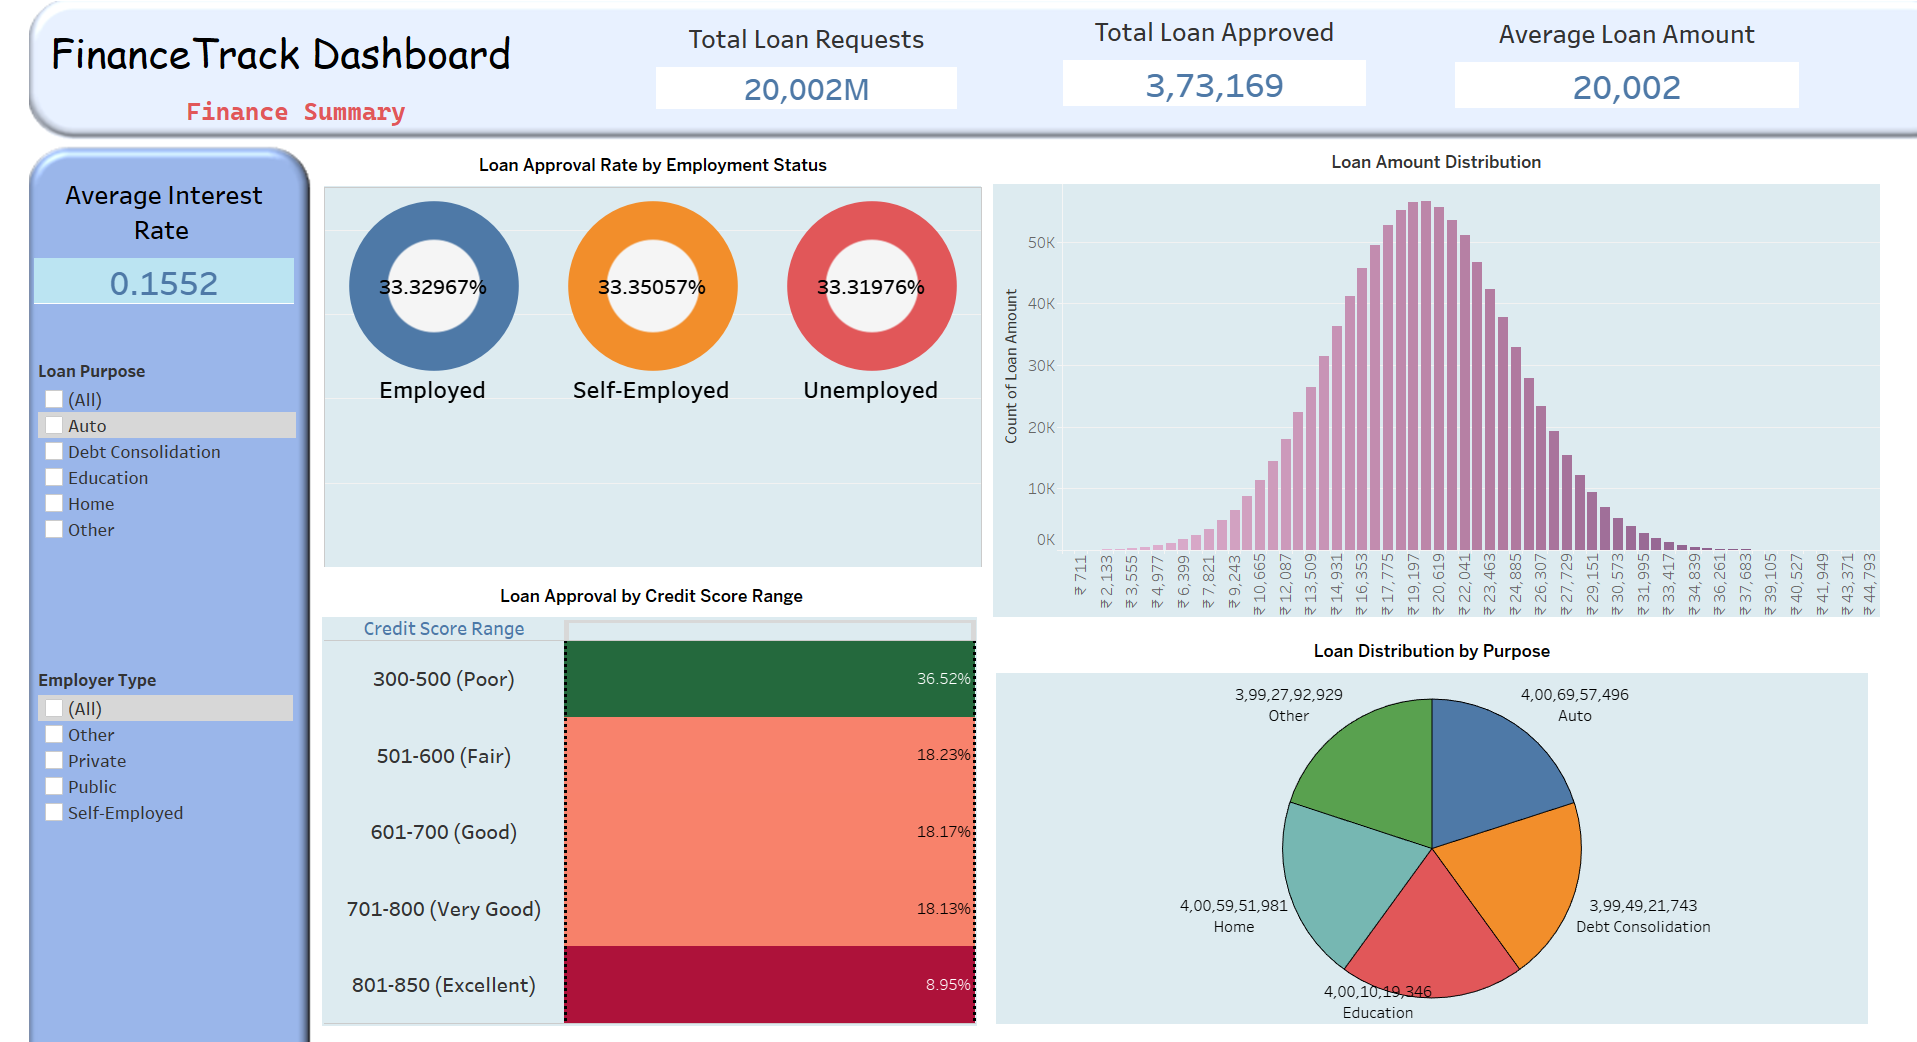 FinanceTrack Dashboard
Finance Summary
Total Loan Requests
20,002M
Total Loan Approved
3,73,169
Average Loan Amount
20,002
Average Interest
Rate
0.1552
Loan Purpose
(All)
Auto
Debt Consolidation
Education
Home
Other
Employer Type
(All)
Other
Private
Public
Self-Employed
Loan Approval Rate by Employment Status
33.32967%
33.35057%
33.31976%
Employed
Self-Employed
Unemployed
Loan Approval by Credit Score Range
Credit Score Range
300-500 (Poor)
36.52%
501-600 (Fair)
18.23%
601-700 (Good)
18.17%
701-800 (Very Good)
18.13%
801-850 (Excellent)
8.95%
Loan Amount Distribution
Count of Loan Amount
50K
40K
30K
20K
10K
0K
₹ 711
₹ 2,133
₹ 3,555
₹ 4,977
₹ 6,399
₹ 7,821
₹ 9,243
₹ 10,665
₹ 12,087
₹ 13,509
₹ 14,931
₹ 16,353
₹ 17,775
₹ 19,197
₹ 20,619
₹ 22,041
₹ 23,463
₹ 24,885
₹ 26,307
₹ 27,729
₹ 29,151
₹ 30,573
₹ 31,995
₹ 33,417
₹ 34,839
₹ 36,261
₹ 37,683
₹ 39,105
₹ 40,527
₹ 41,949
₹ 43,371
₹ 44,793
Loan Distribution by Purpose
3,99,27,92,929
Other
4,00,69,57,496
Auto
4,00,59,51,981
Home
3,99,49,21,743
Debt Consolidation
4,00,10,19,346
Education